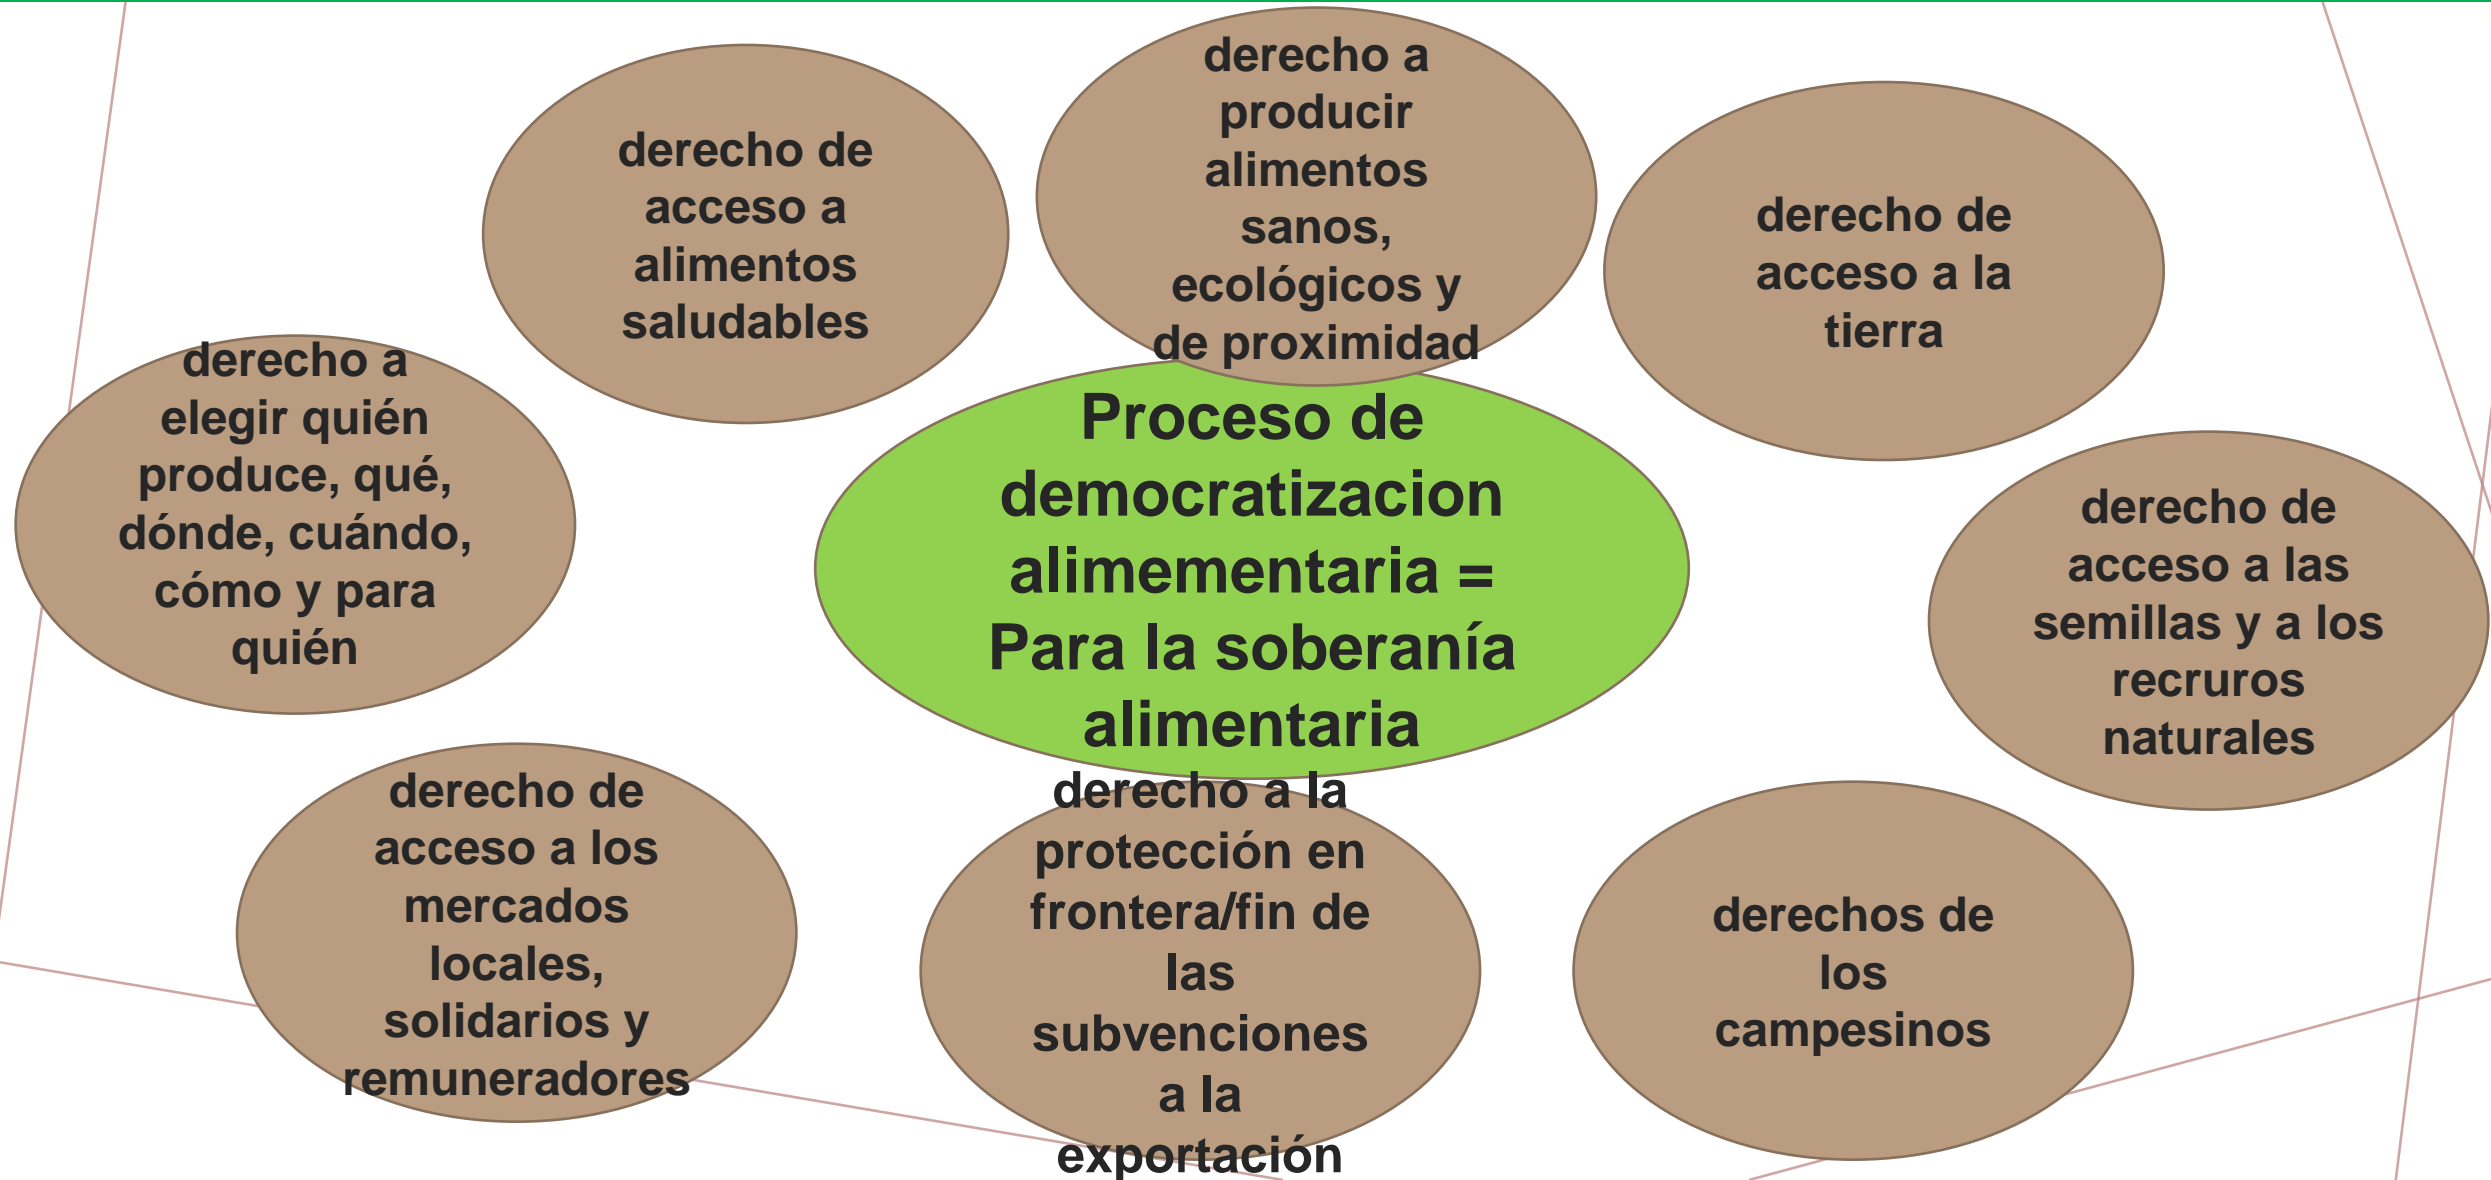 derecho a
producir
alimentos
sanos,
ecológicos y
de proximidad
derecho de
acceso a
alimentos
saludables
derecho de
acceso a la
tierra
derecho a
elegir quién
produce, qué,
dónde, cuándo,
cómo y para
quién
Proceso de
democratizacion
alimementaria =
Para la soberanía
alimentaria
derecho de
acceso a las
semillas y a los
recruros
naturales
derecho de
acceso a los
mercados
locales,
solidarios y
remuneradores
derecho a la
protección en
frontera/fin de
las
subvenciones
a la
exportación
derechos de
los
campesinos